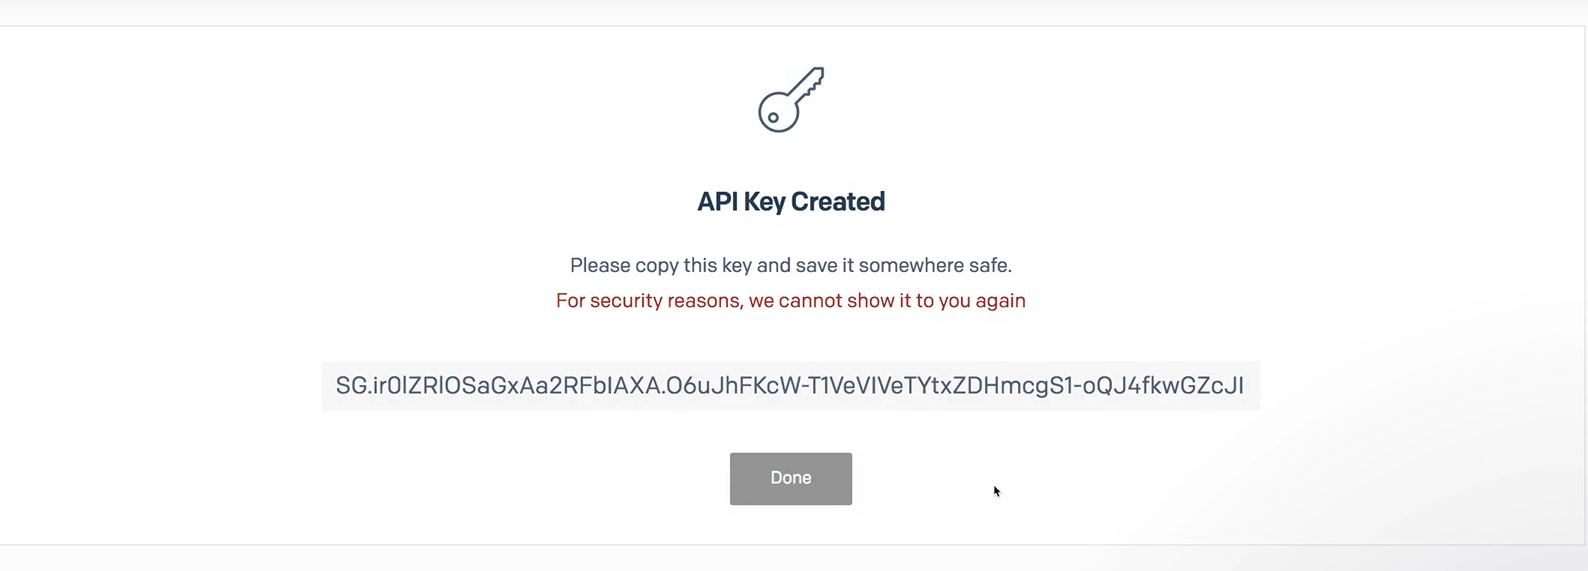 API Key Created
Please copy this key and save it somewhere safe.
For security reasons, we cannot show it to you again
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
Done